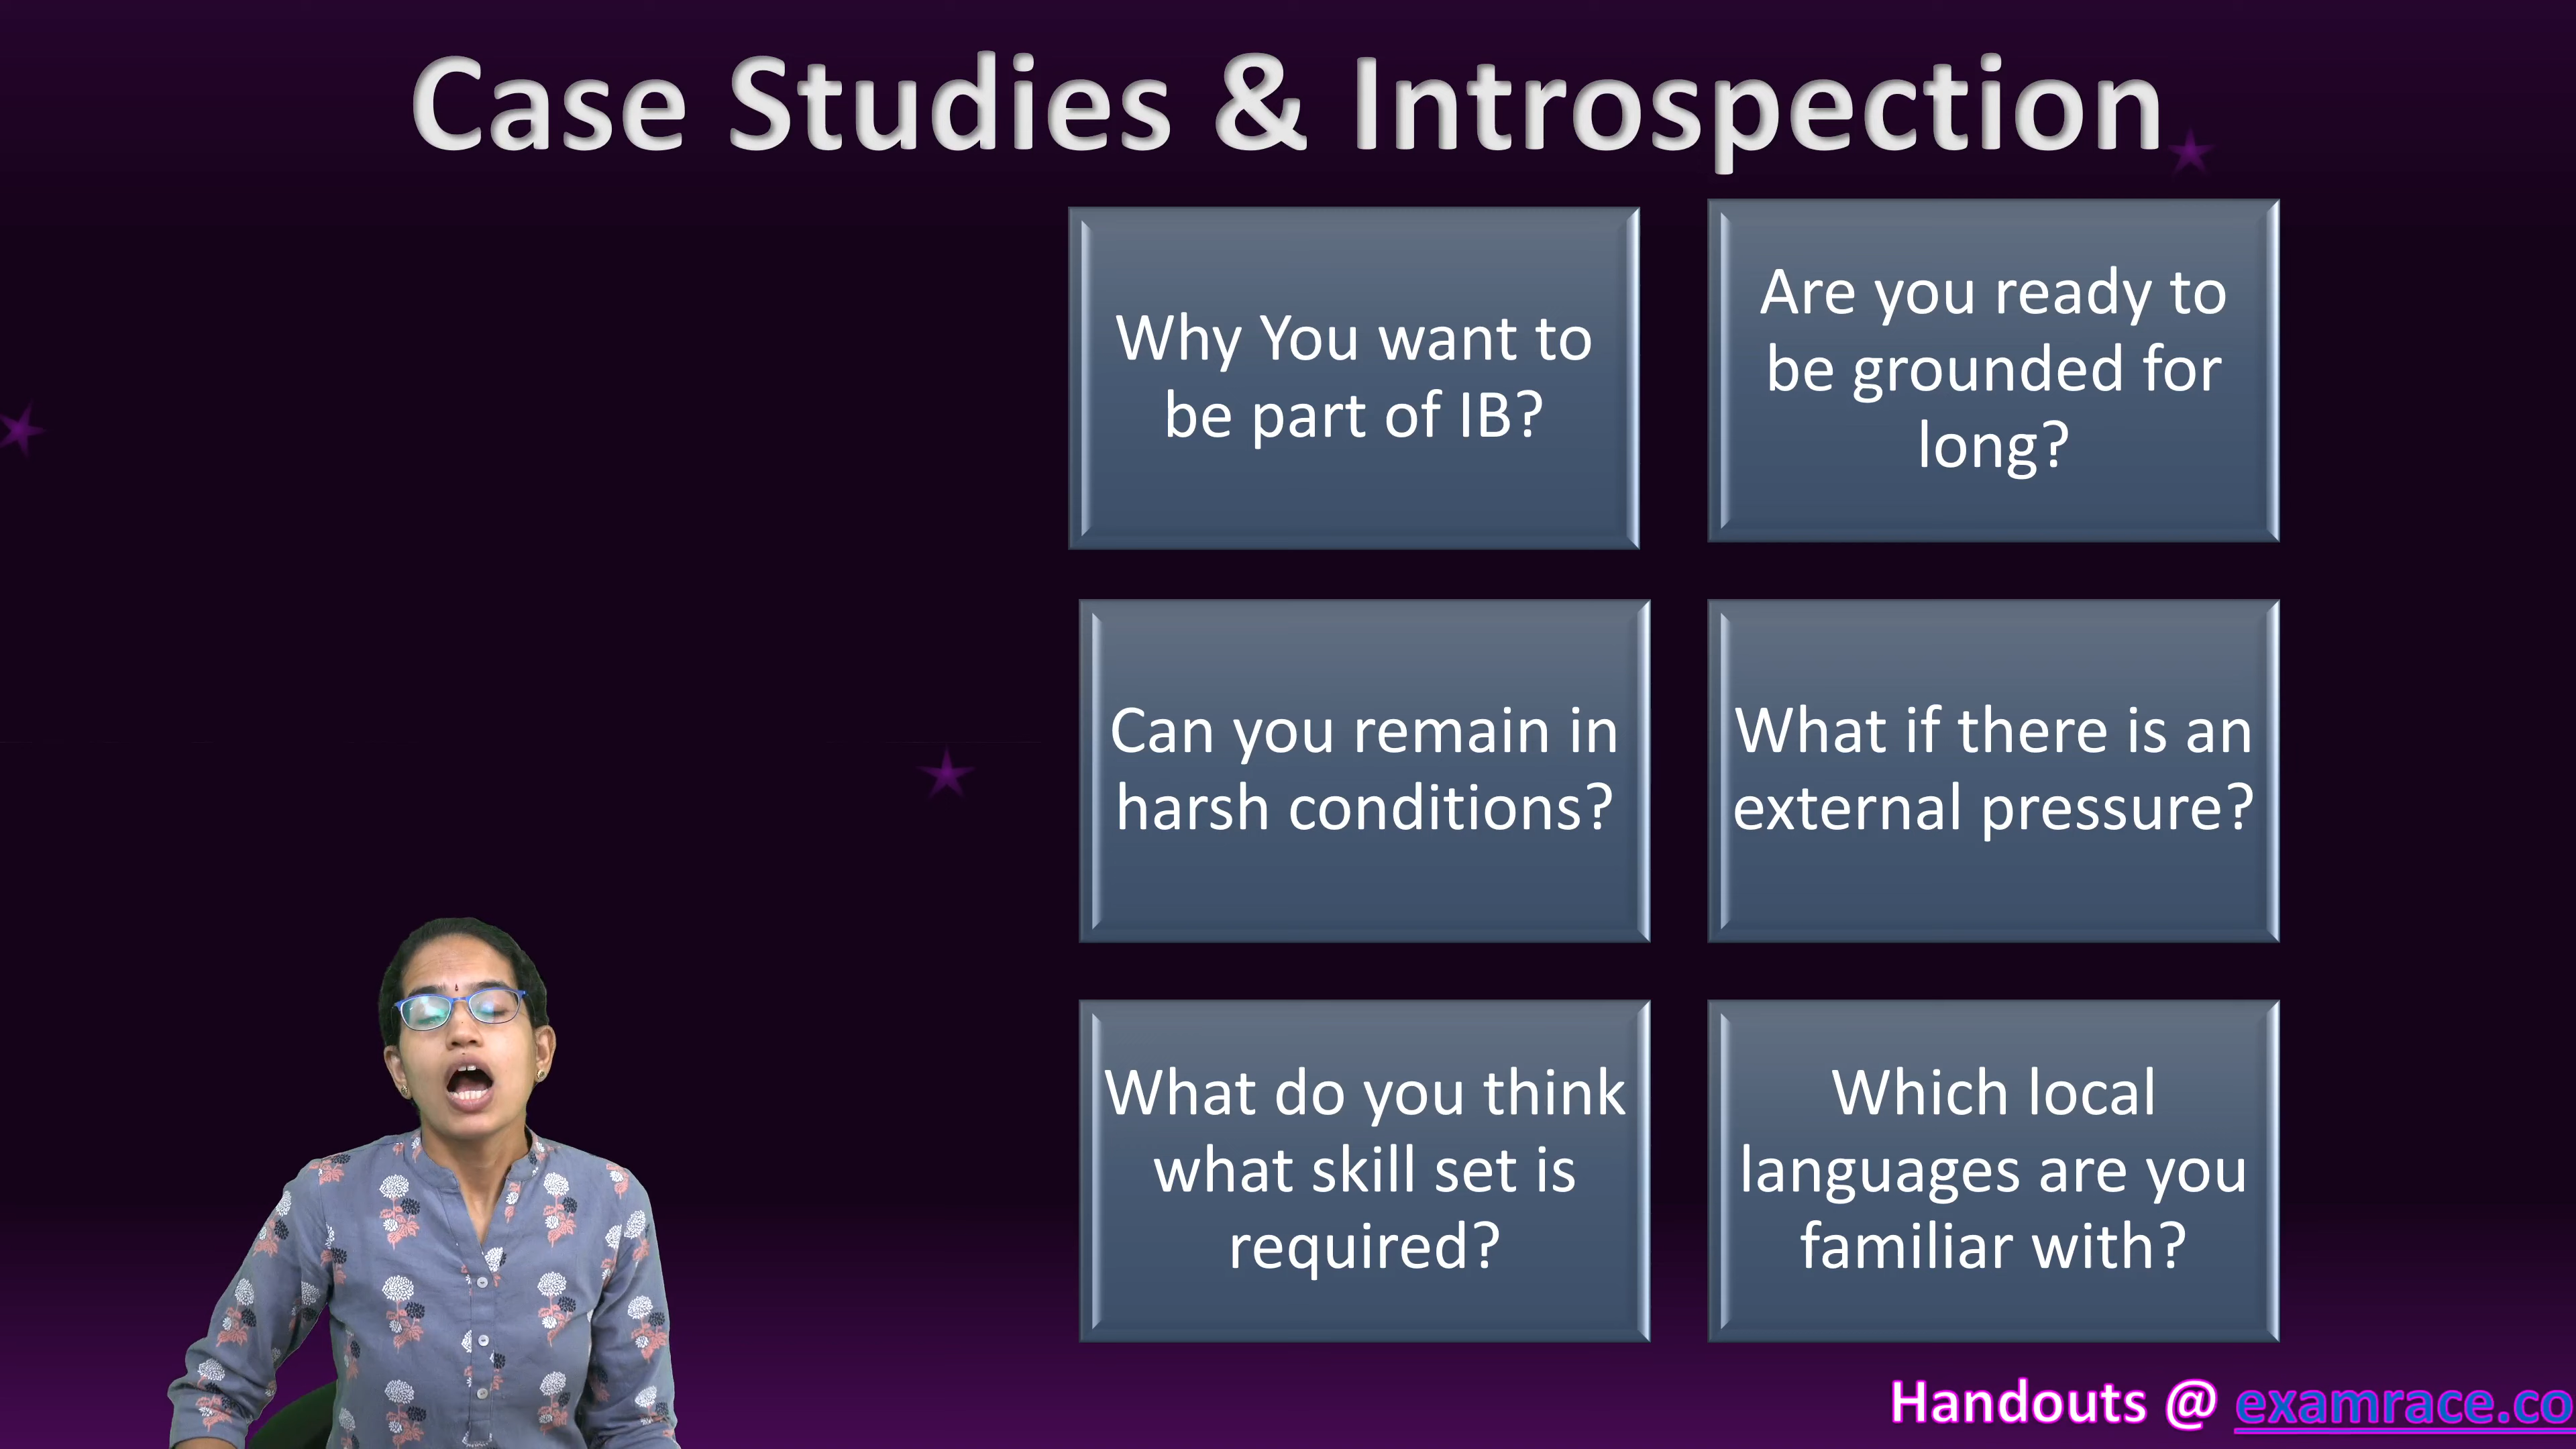 Case Studies & Introspection
Why You want to
be part of IB?
Are you ready to
be grounded for
long?
Can you remain in
harsh conditions?
What if there is an
external pressure?
What do you think
what skill set is
required?
Which local
languages are you
familiar with?
Handouts @ examrace.co